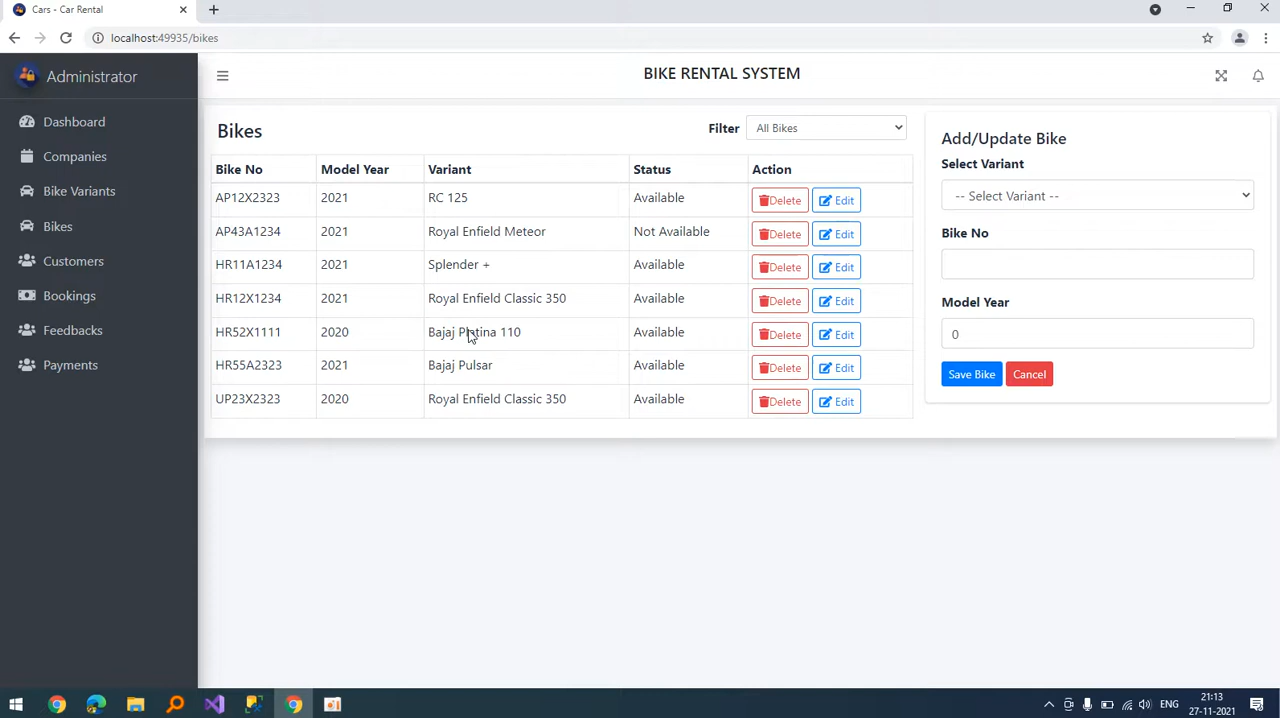 Cars - Car Rental
localhost:49935/bikes
Administrator
BIKE RENTAL SYSTEM
Dashboard
Companies
Bike Variants
Bikes
Customers
Bookings
Feedbacks
Payments
Bikes
Filter All Bikes
Bike No Model Year Variant Status Action
AP12X2323 2021 RC 125 Available Delete Edit
AP43A1234 2021 Royal Enfield Meteor Not Available Delete Edit
HR11A1234 2021 Splender + Available Delete Edit
HR12X1234 2021 Royal Enfield Classic 350 Available Delete Edit
HR52X1111 2020 Bajaj Platina 110 Available Delete Edit
HR55A2323 2021 Bajaj Pulsar Available Delete Edit
UP23X2323 2020 Royal Enfield Classic 350 Available Delete Edit
Add/Update Bike
Select Variant
-- Select Variant --
Bike No
Model Year
0
Save Bike Cancel
ENG
21:13
27-11-2021